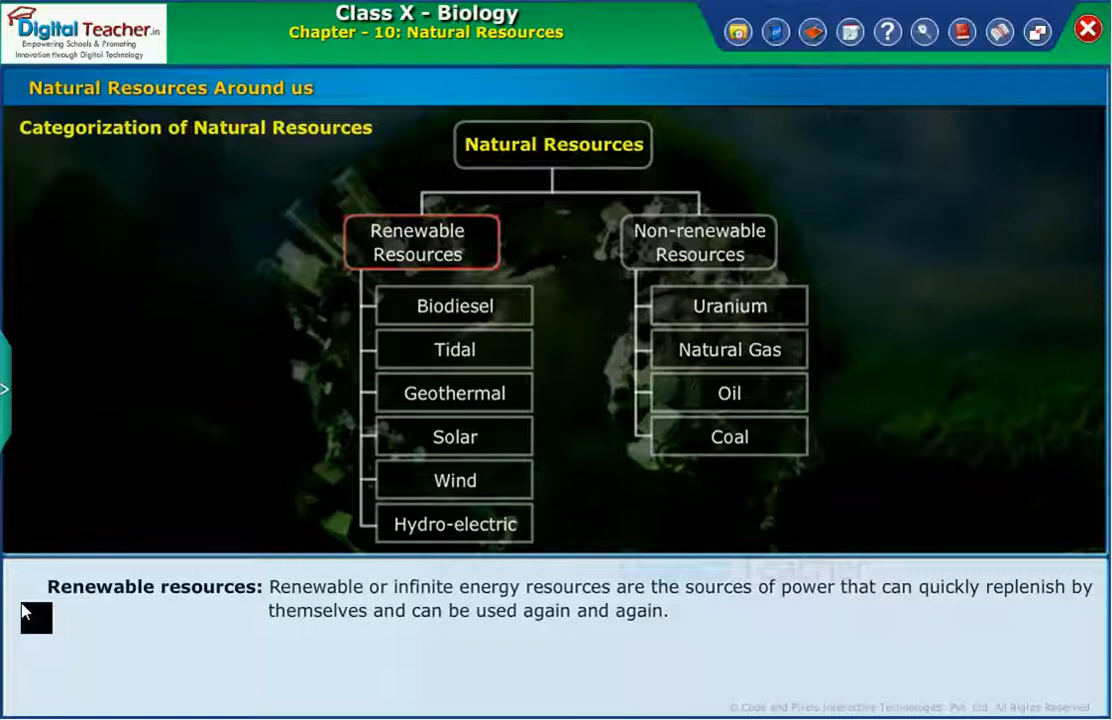 Digital Teacher.in
Empowering Schools & Promoting
Innovation through Digital Technology
Class X - Biology
Chapter - 10: Natural Resources
Natural Resources Around us
Categorization of Natural Resources
Natural Resources
Renewable
Resources
Biodiesel
Tidal
Geothermal
Solar
Wind
Hydro-electric
Non-renewable
Resources
Uranium
Natural Gas
Oil
Coal
Renewable resources: Renewable or infinite energy resources are the sources of power that can quickly replenish by
themselves and can be used again and again.
© Code and Pixels Interactive Technologies Pvt. Ltd. All Rights Reserved